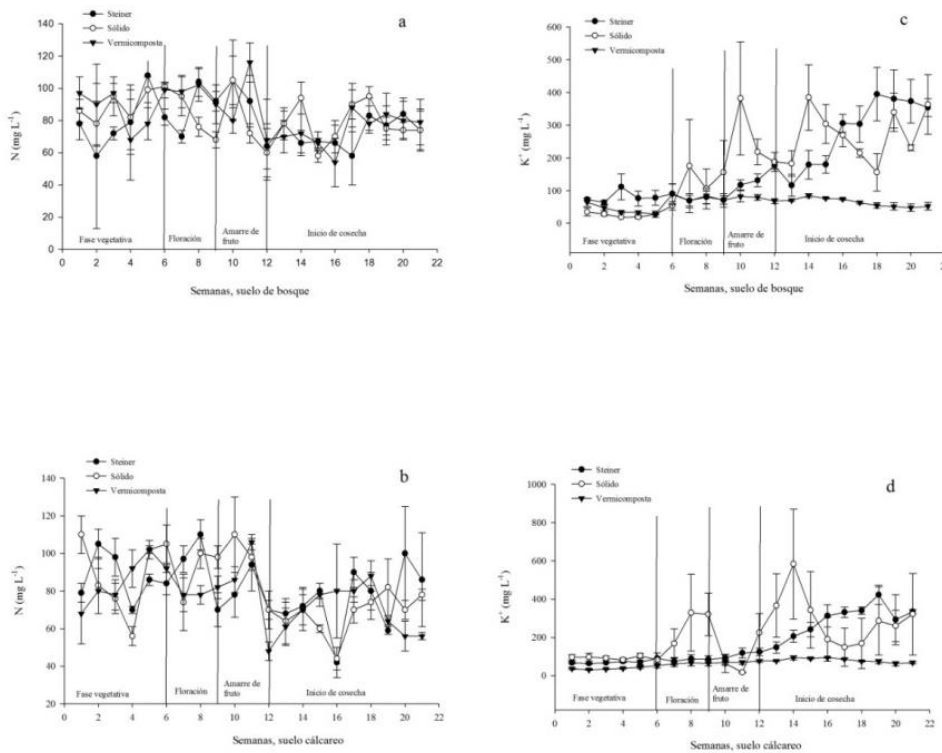 a
Steiner
Sólido
Vermicomposta
N (mg L⁻¹)
140
120
100
80
60
40
20
0
Fase vegetativa
Floración
Amarre de
fruto
Inicio de cosecha
0 2 4 6 8 10 12 14 16 18 20 22
Semanas, suelo de bosque
c
Steiner
Sólido
Vermicomposta
K⁺ (mg L⁻¹)
600
500
400
300
200
100
0
Fase vegetativa
Floración
Amarre de
fruto
Inicio de cosecha
0 2 4 6 8 10 12 14 16 18 20 22
Semanas, suelo de bosque
b
Steiner
Sólido
Vermicomposta
N (mg L⁻¹)
140
120
100
80
60
40
20
Fase vegetativa
Floración
Amarre de
fruto
Inicio de cosecha
0 2 4 6 8 10 12 14 16 18 20 22
Semanas, suelo cálcareo
d
Steiner
Sólido
Vermicomposta
K⁺ (mg L⁻¹)
1000
800
600
400
200
0
Fase vegetativa
Floración
Amarre de
fruto
Inicio de cosecha
0 2 4 6 8 10 12 14 16 18 20 22
Semanas, suelo cálcareo